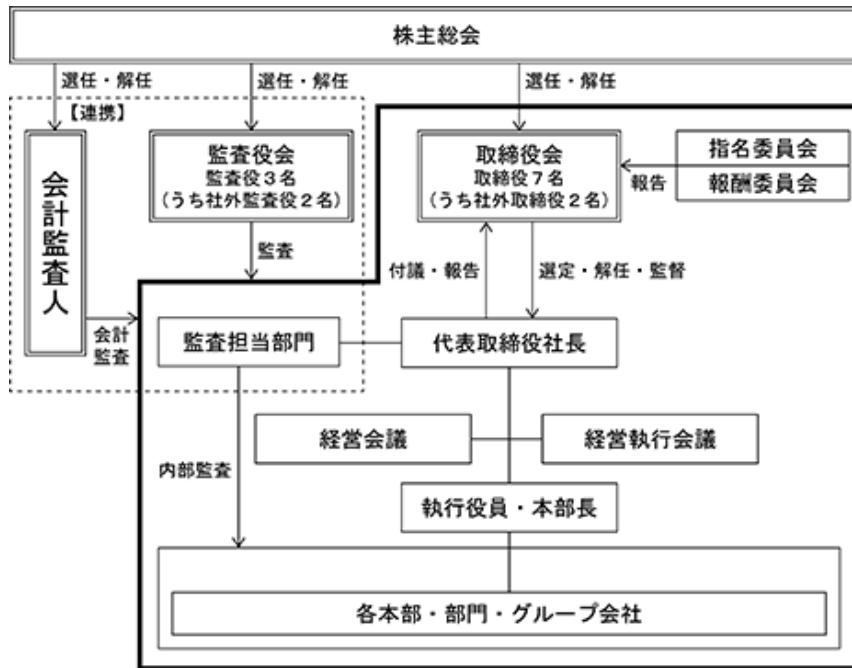 株主総会
選任・解任
選任・解任
選任・解任
【連携】
会計監査人
監査役会
監査役3名
(うち社外監査役2名)
取締役会
取締役7名
(うち社外取締役2名)
指名委員会
報酬委員会
報告
監査
付議・報告
選定・解任・監督
会計
監査
監査担当部門
代表取締役社長
経営会議
経営執行会議
内部監査
執行役員・本部長
各本部・部門・グループ会社